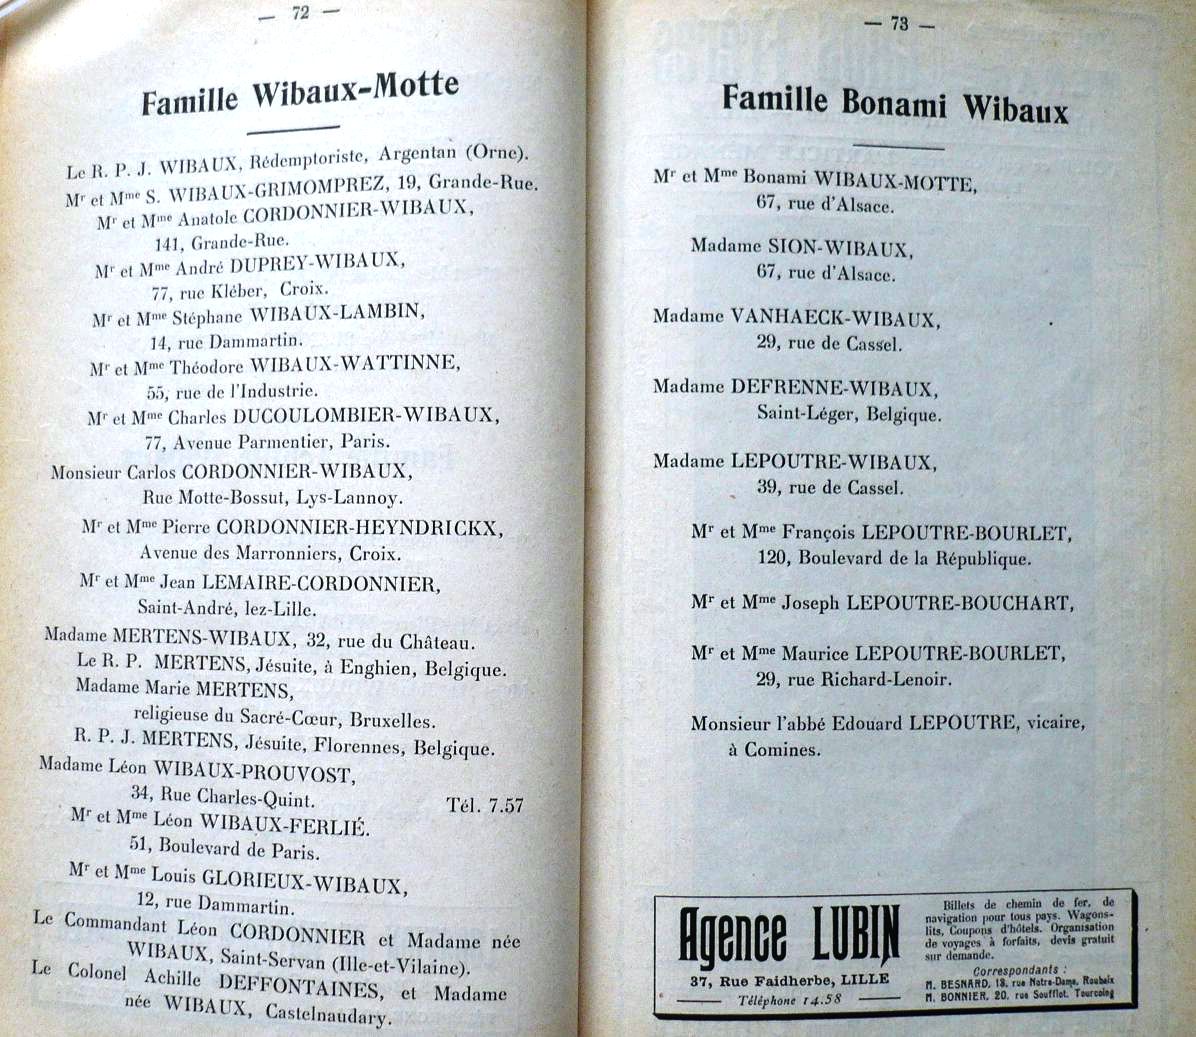 — 72 —
Famille Wibaux-Motte
Le R. P. J. WIBAUX, Rédemptoriste, Argentan (Orne).
Mr et Mme S. WIBAUX-GRIMOMPREZ, 19, Grande-Rue.
Mr et Mme Anatole CORDONNIER-WIBAUX,
141, Grande-Rue.
Mr et Mme André DUPREY-WIBAUX,
77, rue Kléber, Croix.
Mr et Mme Stéphane WIBAUX-LAMBIN,
14, rue Dammartin.
Mr et Mme Théodore WIBAUX-WATTINNE,
55, rue de l'Industrie.
Mr et Mme Charles DUCOULOMBIER-WIBAUX,
77, Avenue Parmentier, Paris.
Monsieur Carlos CORDONNIER-WIBAUX,
Rue Motte-Bossut, Lys-Lannoy.
Mr et Mme Pierre CORDONNIER-HEYNDRICKX,
Avenue des Marronniers, Croix.
Mr et Mme Jean LEMAIRE-CORDONNIER,
Saint-André, lez-Lille.
Madame MERTENS-WIBAUX, 32, rue du Château.
Le R. P. MERTENS, Jésuite, à Enghien, Belgique.
Madame Marie MERTENS,
religieuse du Sacré-Cœur, Bruxelles.
R. P. J. MERTENS, Jésuite, Florennes, Belgique.
Madame Léon WIBAUX-PROUVOST,
34, Rue Charles-Quint. Tél. 7.57
Mr et Mme Léon WIBAUX-FERLIÉ.
51, Boulevard de Paris.
Mr et Mme Louis GLORIEUX-WIBAUX,
12, rue Dammartin.
Le Commandant Léon CORDONNIER et Madame née
WIBAUX, Saint-Servan (Ille-et-Vilaine).
Le Colonel Achille DEFFONTAINES, et Madame
née WIBAUX, Castelnaudary.
— 73 —
Famille Bonami Wibaux
Mr et Mme Bonami WIBAUX-MOTTE,
67, rue d'Alsace.
Madame SION-WIBAUX,
67, rue d'Alsace.
Madame VANHAECK-WIBAUX,
29, rue de Cassel.
Madame DEFRENNE-WIBAUX,
Saint-Léger, Belgique.
Madame LEPOUTRE-WIBAUX,
39, rue de Cassel.
Mr et Mme François LEPOUTRE-BOURLET,
120, Boulevard de la République.
Mr et Mme Joseph LEPOUTRE-BOUCHART,
Mr et Mme Maurice LEPOUTRE-BOURLET,
29, rue Richard-Lenoir.
Monsieur l'abbé Edouard LEPOUTRE, vicaire,
à Comines.
Agence LUBIN
37, Rue Faidherbe, LILLE
Téléphone 14.58
Billets de chemin de fer, de
navigation pour tous pays. Wagons-
lits, Coupons d'hôtels. Organisation
de voyages à forfaits, devis gratuit
sur demande.
Correspondants :
M. BESNARD, 18, rue Notre-Dame, Roubaix
M. BONNIER, 20, rue Soufflot, Tourcoing